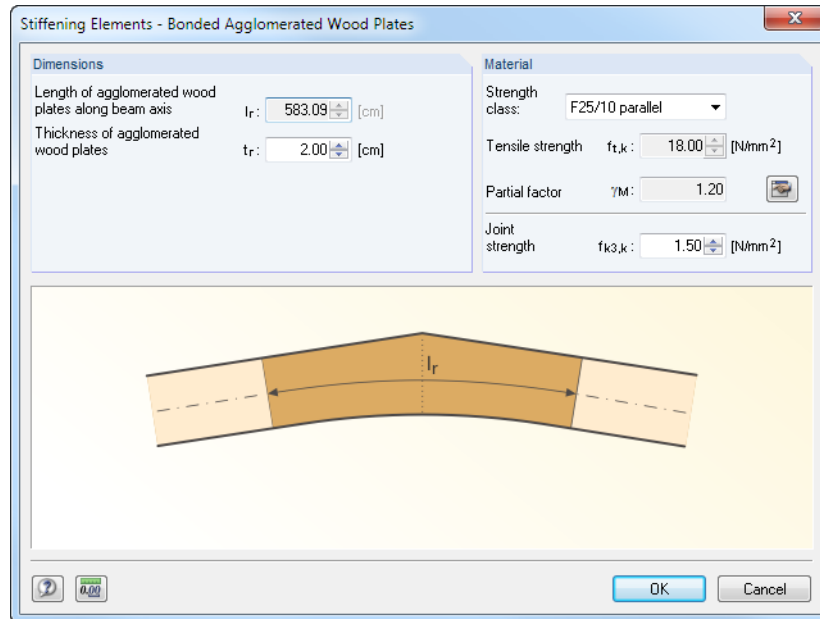 Stiffening Elements - Bonded Agglomerated Wood Plates
Dimensions
Length of agglomerated wood
plates along beam axis lr: 583.09 [cm]
Thickness of agglomerated
wood plates tr: 2.00 [cm]
Material
Strength
class: F25/10 parallel
Tensile strength ft,k: 18.00 [N/mm²]
Partial factor γM: 1.20
Joint
strength fk3,k: 1.50 [N/mm²]
lr
0.00 OK Cancel